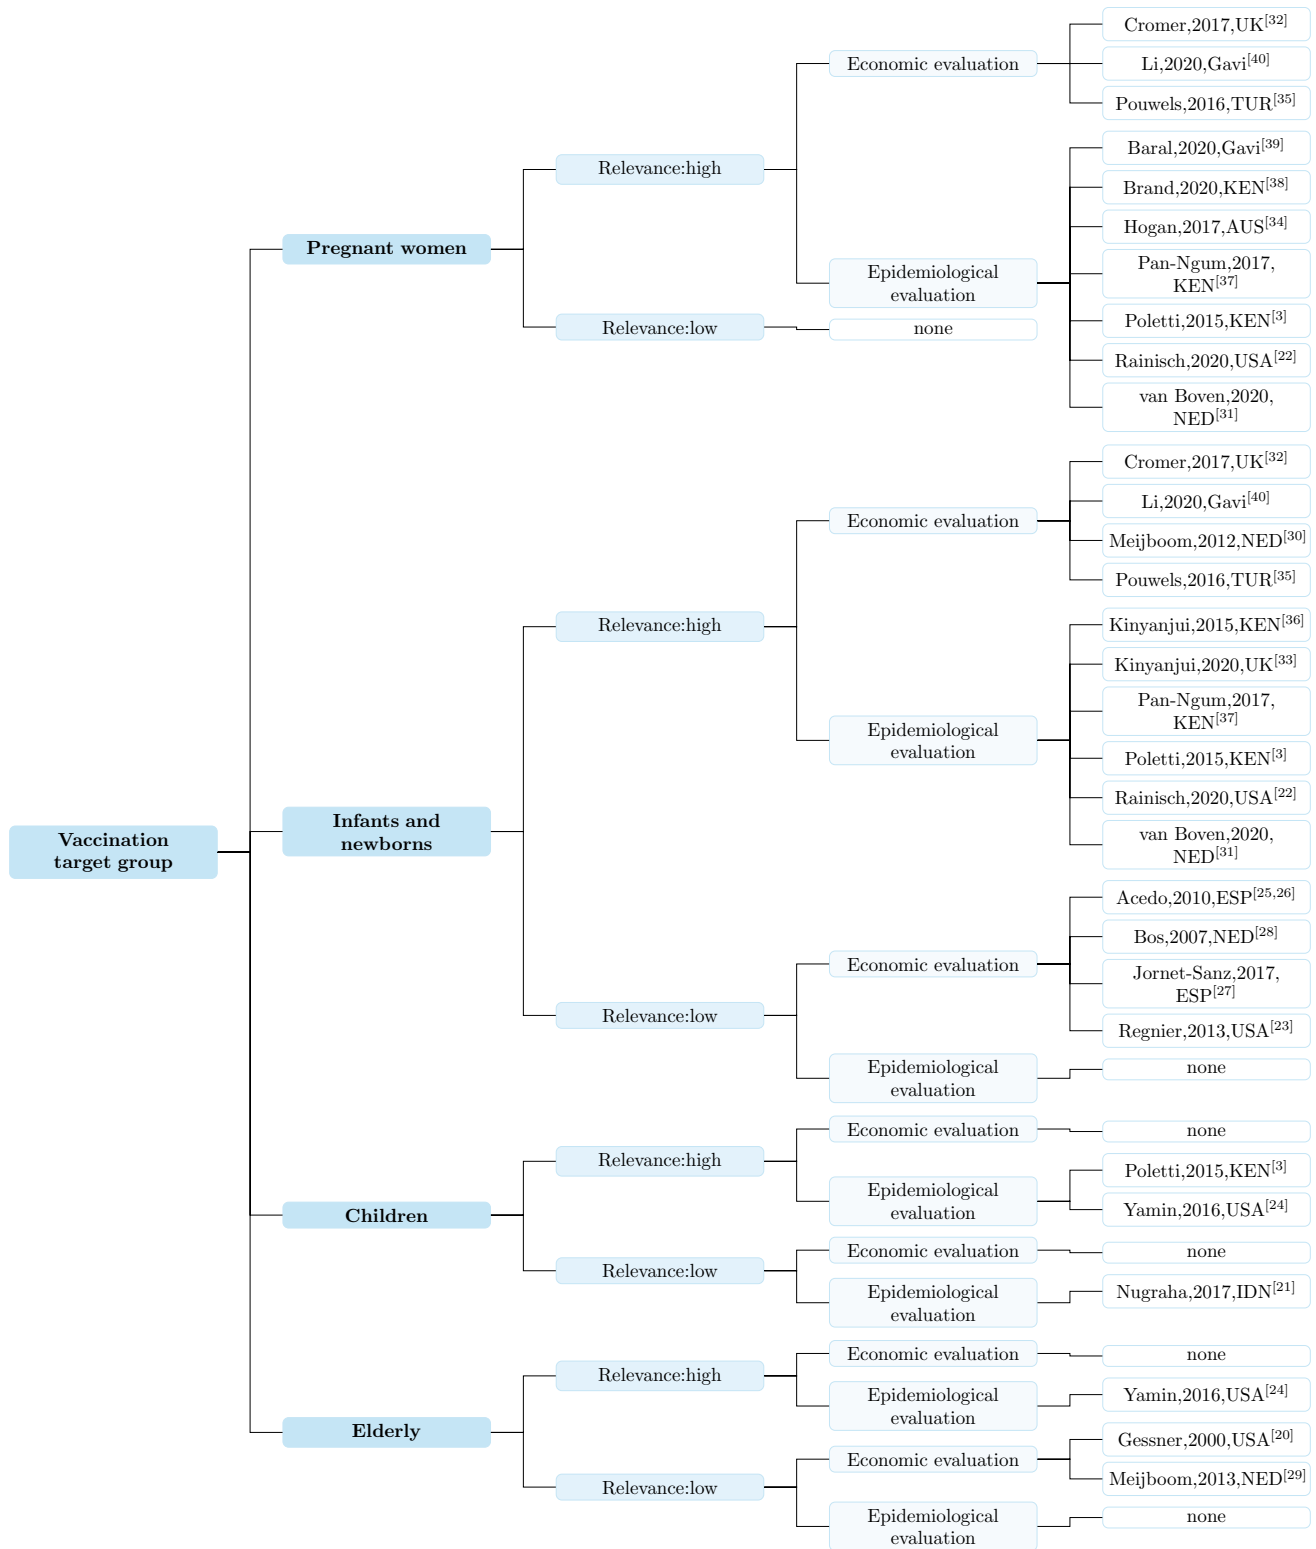 Vaccination
target group
Pregnant women
Relevance:high
Economic evaluation
Cromer,2017,UK[32]
Li,2020,Gavi[40]
Pouwels,2016,TUR[35]
Epidemiological
evaluation
Baral,2020,Gavi[39]
Brand,2020,KEN[38]
Hogan,2017,AUS[34]
Pan-Ngum,2017,
KEN[37]
Poletti,2015,KEN[3]
Rainisch,2020,USA[22]
van Boven,2020,
NED[31]
Relevance:low
none
Infants and
newborns
Relevance:high
Economic evaluation
Cromer,2017,UK[32]
Li,2020,Gavi[40]
Meijboom,2012,NED[30]
Pouwels,2016,TUR[35]
Epidemiological
evaluation
Kinyanjui,2015,KEN[36]
Kinyanjui,2020,UK[33]
Pan-Ngum,2017,
KEN[37]
Poletti,2015,KEN[3]
Rainisch,2020,USA[22]
van Boven,2020,
NED[31]
Relevance:low
Economic evaluation
Acedo,2010,ESP[25,26]
Bos,2007,NED[28]
Jornet-Sanz,2017,
ESP[27]
Regnier,2013,USA[23]
Epidemiological
evaluation
none
Children
Relevance:high
Economic evaluation
none
Epidemiological
evaluation
Poletti,2015,KEN[3]
Yamin,2016,USA[24]
Relevance:low
Economic evaluation
none
Epidemiological
evaluation
Nugraha,2017,IDN[21]
Elderly
Relevance:high
Economic evaluation
none
Epidemiological
evaluation
Yamin,2016,USA[24]
Relevance:low
Economic evaluation
Gessner,2000,USA[20]
Meijboom,2013,NED[29]
Epidemiological
evaluation
none